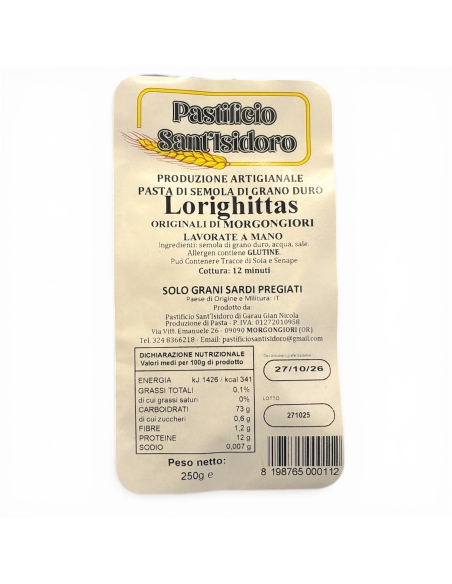 Pastificio
Sant'Isidoro
PRODUZIONE ARTIGIANALE
PASTA DI SEMOLA DI GRANO DURO
Lorighittas
ORIGINALI DI MORGONGIORI
LAVORATE A MANO
Ingredienti: semola di grano duro, acqua, sale.
Allergen contiene GLUTINE.
Può Contenere Tracce di Soia e Senape
Cottura: 12 minuti
SOLO GRANI SARDI PREGIATI
Paese di Origine e Militura: IT
Prodotto da:
Pastificio Sant'Isidoro di Garau Gian Nicola
Produzione di Pasta - P. IVA: 01272010958
Via Vitt. Emanuele 26 - 09090 MORGONGIORI (OR)
Tel. 324 8366218 - Email: pastificiosantisidoro@gmail.com
DICHIARAZIONE NUTRIZIONALE
Valori medi per 100g di prodotto
ENERGIA kJ 1426 / kcal 341
GRASSI TOTALI 0,1%
di cui grassi saturi 0%
CARBOIDRATI 73 g
di cui zuccheri 0,6 g
FIBRE 1,2 g
PROTEINE 12 g
SODIO 0,007 g
Peso netto:
250g e
27/10/26
LOTTO
271025
8 198765 000112